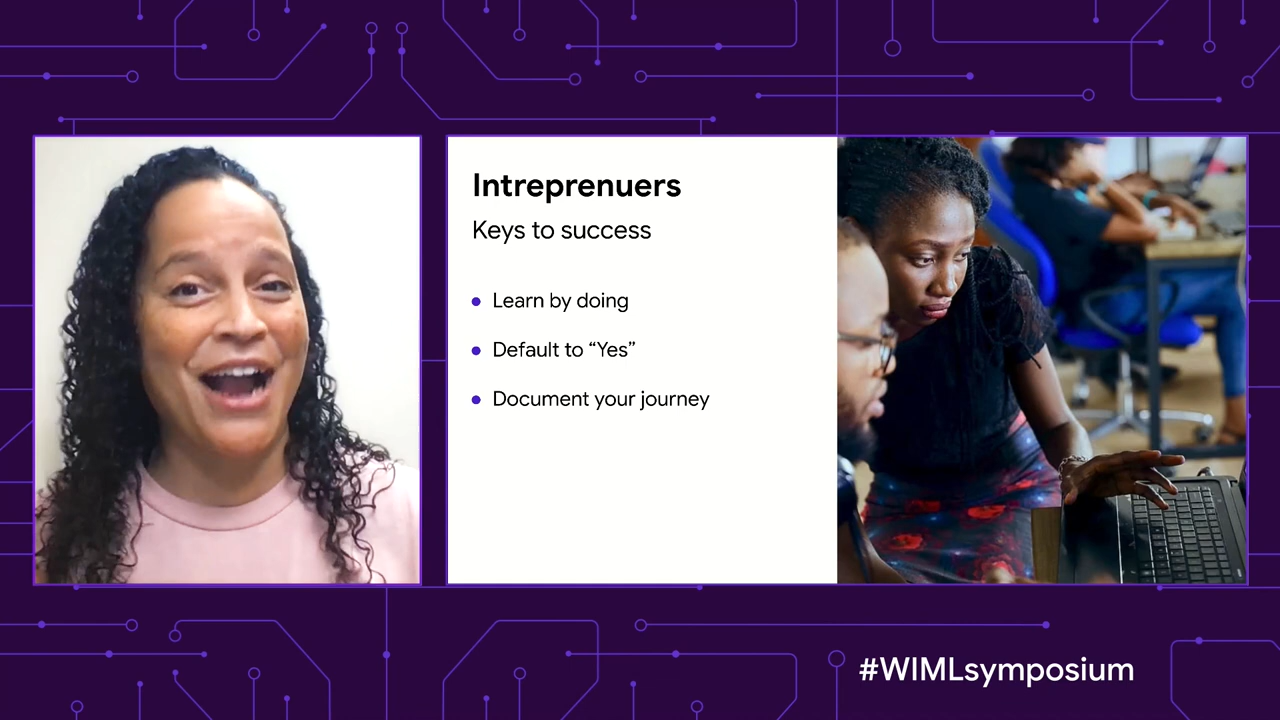 Intreprenuers
Keys to success
Learn by doing
Default to “Yes”
Document your journey
#WIMLsymposium